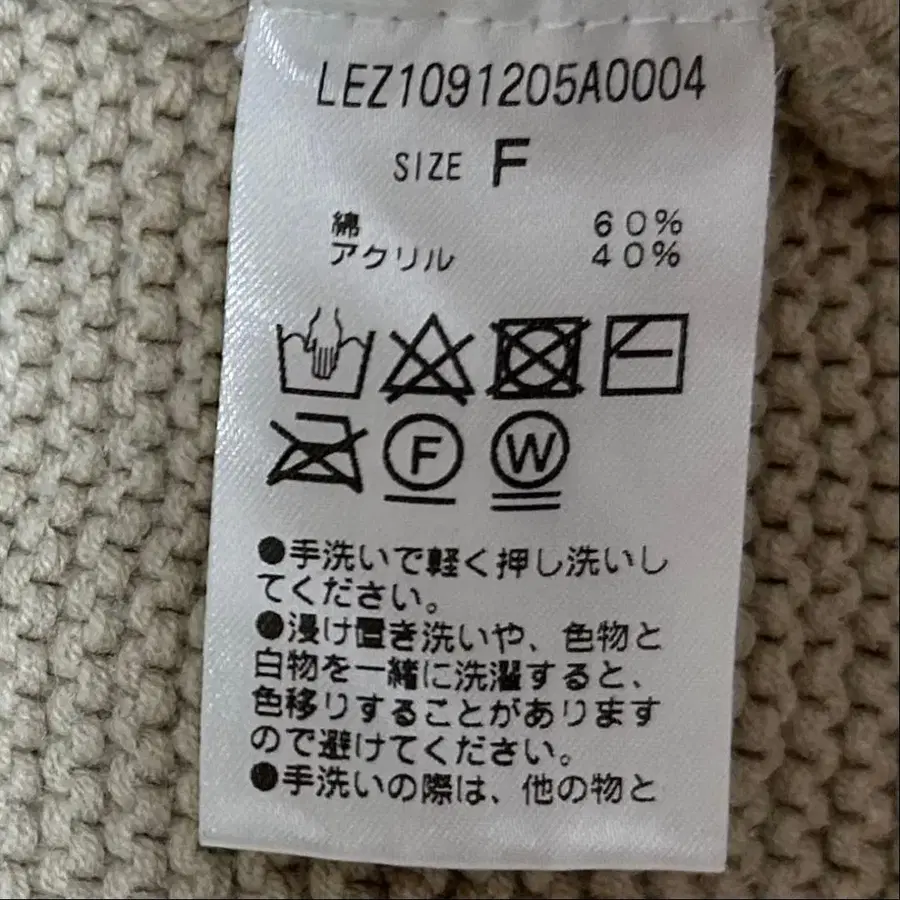 LEZ1091205A0004
SIZE F
綿 60%
アクリル 40%
F W
●手洗いで軽く押し洗いし
てください。
●浸け置き洗いや、色物と
白物を一緒に洗濯すると、
色移りすることがあります
ので避けてください。
●手洗いの際は、他の物と